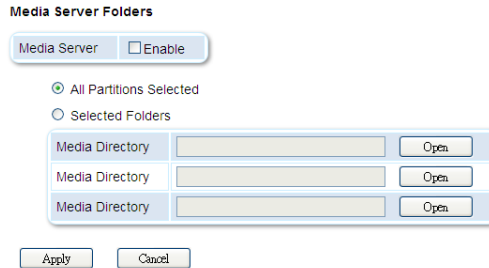 Media Server Folders
Media Server Enable
All Partitions Selected
Selected Folders
Media Directory Open
Media Directory Open
Media Directory Open
Apply Cancel